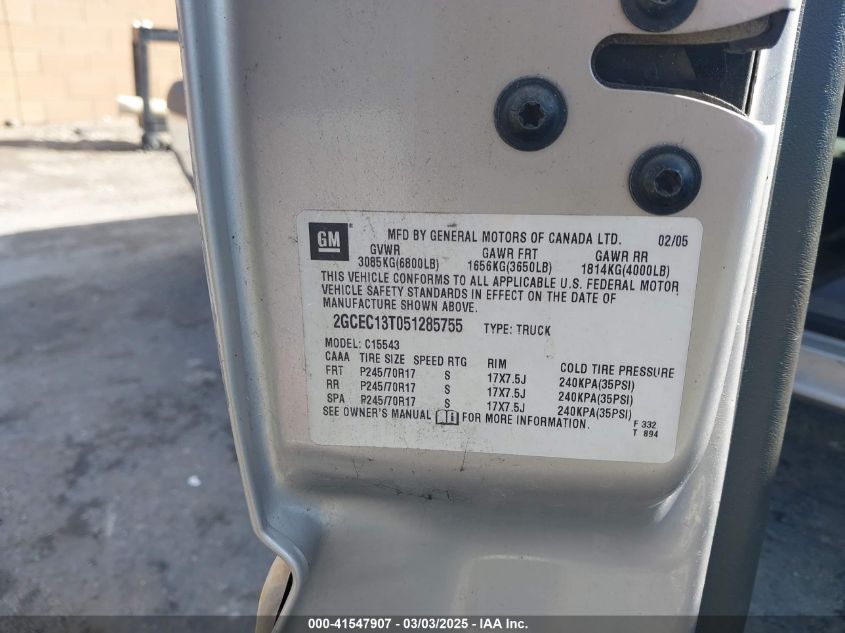 GM ® MFD BY GENERAL MOTORS OF CANADA LTD. 02/05
GVWR GAWR FRT GAWR RR
3085KG(6800LB) 1656KG(3650LB) 1814KG(4000LB)
THIS VEHICLE CONFORMS TO ALL APPLICABLE U.S. FEDERAL MOTOR
VEHICLE SAFETY STANDARDS IN EFFECT ON THE DATE OF
MANUFACTURE SHOWN ABOVE.
2GCEC13T051285755 TYPE: TRUCK
MODEL: C15543
CAAA TIRE SIZE SPEED RTG RIM COLD TIRE PRESSURE
FRT P245/70R17 S 17X7.5J 240KPA(35PSI)
RR P245/70R17 S 17X7.5J 240KPA(35PSI)
SPA P245/70R17 S 17X7.5J 240KPA(35PSI)
SEE OWNER'S MANUAL FOR MORE INFORMATION. F 332
T 894
000-41547907 - 03/03/2025 - IAA Inc.